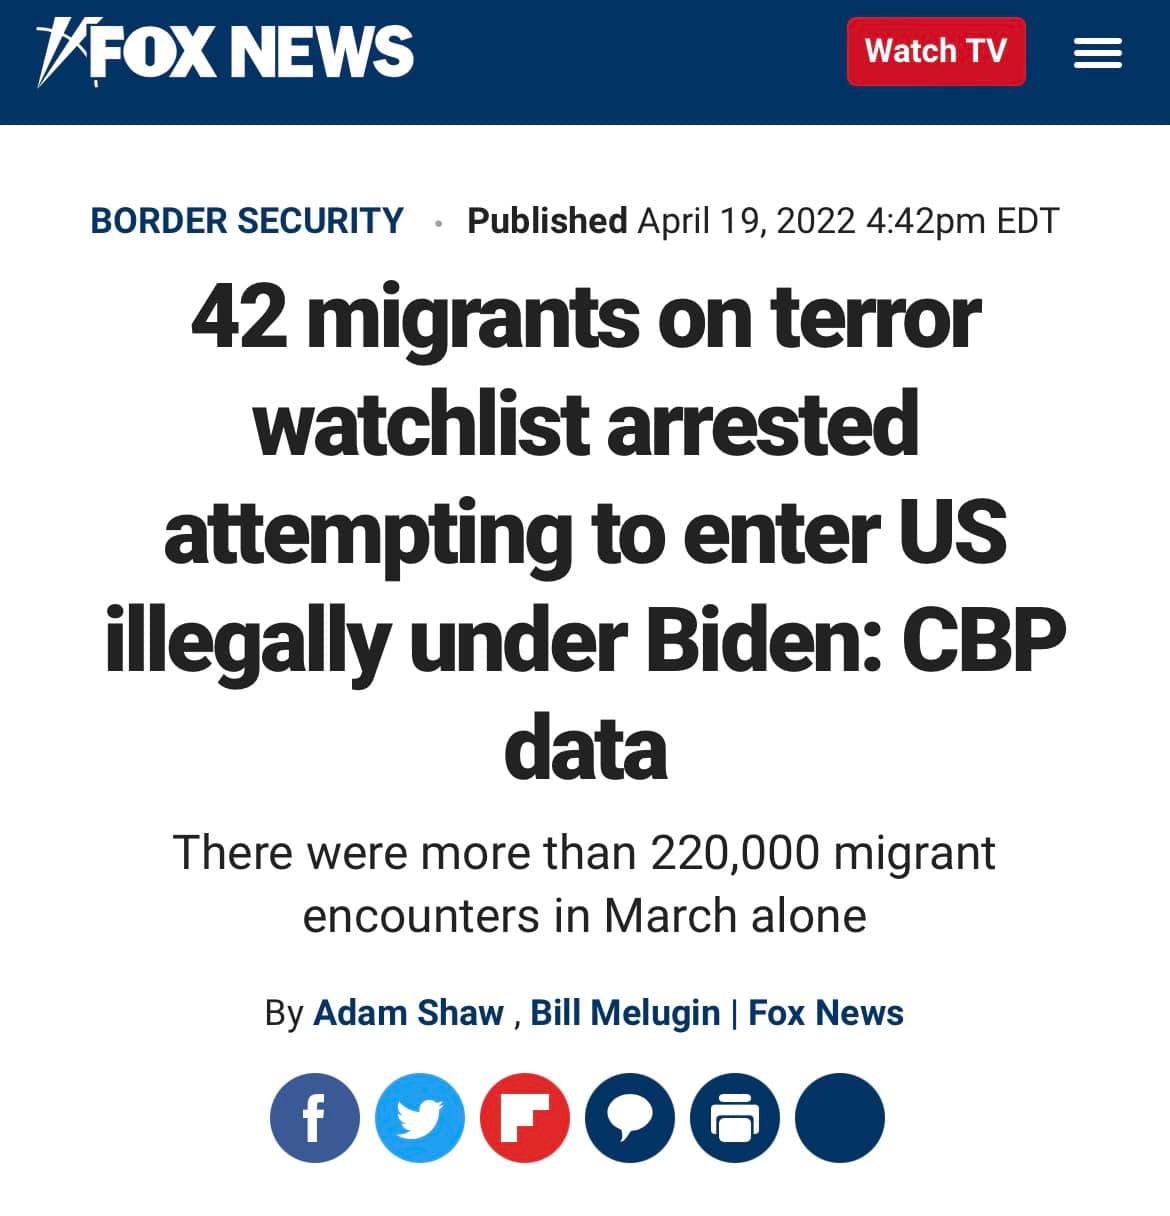 FOX NEWS
Watch TV
BORDER SECURITY · Published April 19, 2022 4:42pm EDT
42 migrants on terror
watchlist arrested
attempting to enter US
illegally under Biden: CBP
data
There were more than 220,000 migrant
encounters in March alone
By Adam Shaw , Bill Melugin | Fox News